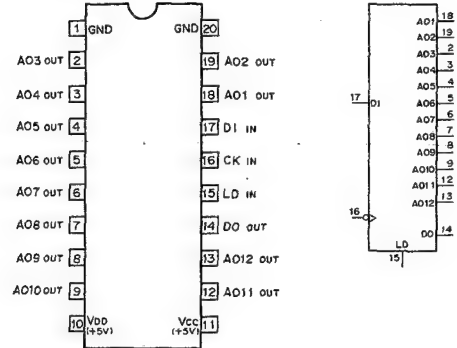 1 GND GND 20
AO3 OUT 2 19 AO2 OUT
AO4 OUT 3 18 AO1 OUT
AO5 OUT 4 17 DI IN
AO6 OUT 5 16 CK IN
AO7 OUT 6 15 LD IN
AO8 OUT 7 14 DO OUT
AO9 OUT 8 13 AO12 OUT
AO10 OUT 9 12 AO11 OUT
10 VDD (+5V) VCC (+5V) 11
AO1 18
AO2 19
AO3 2
AO4 3
AO5 4
17 DI AO6 5
AO7 6
AO8 7
AO9 8
AO10 9
AO11 12
AO12 13
16
DO 14
LD
15